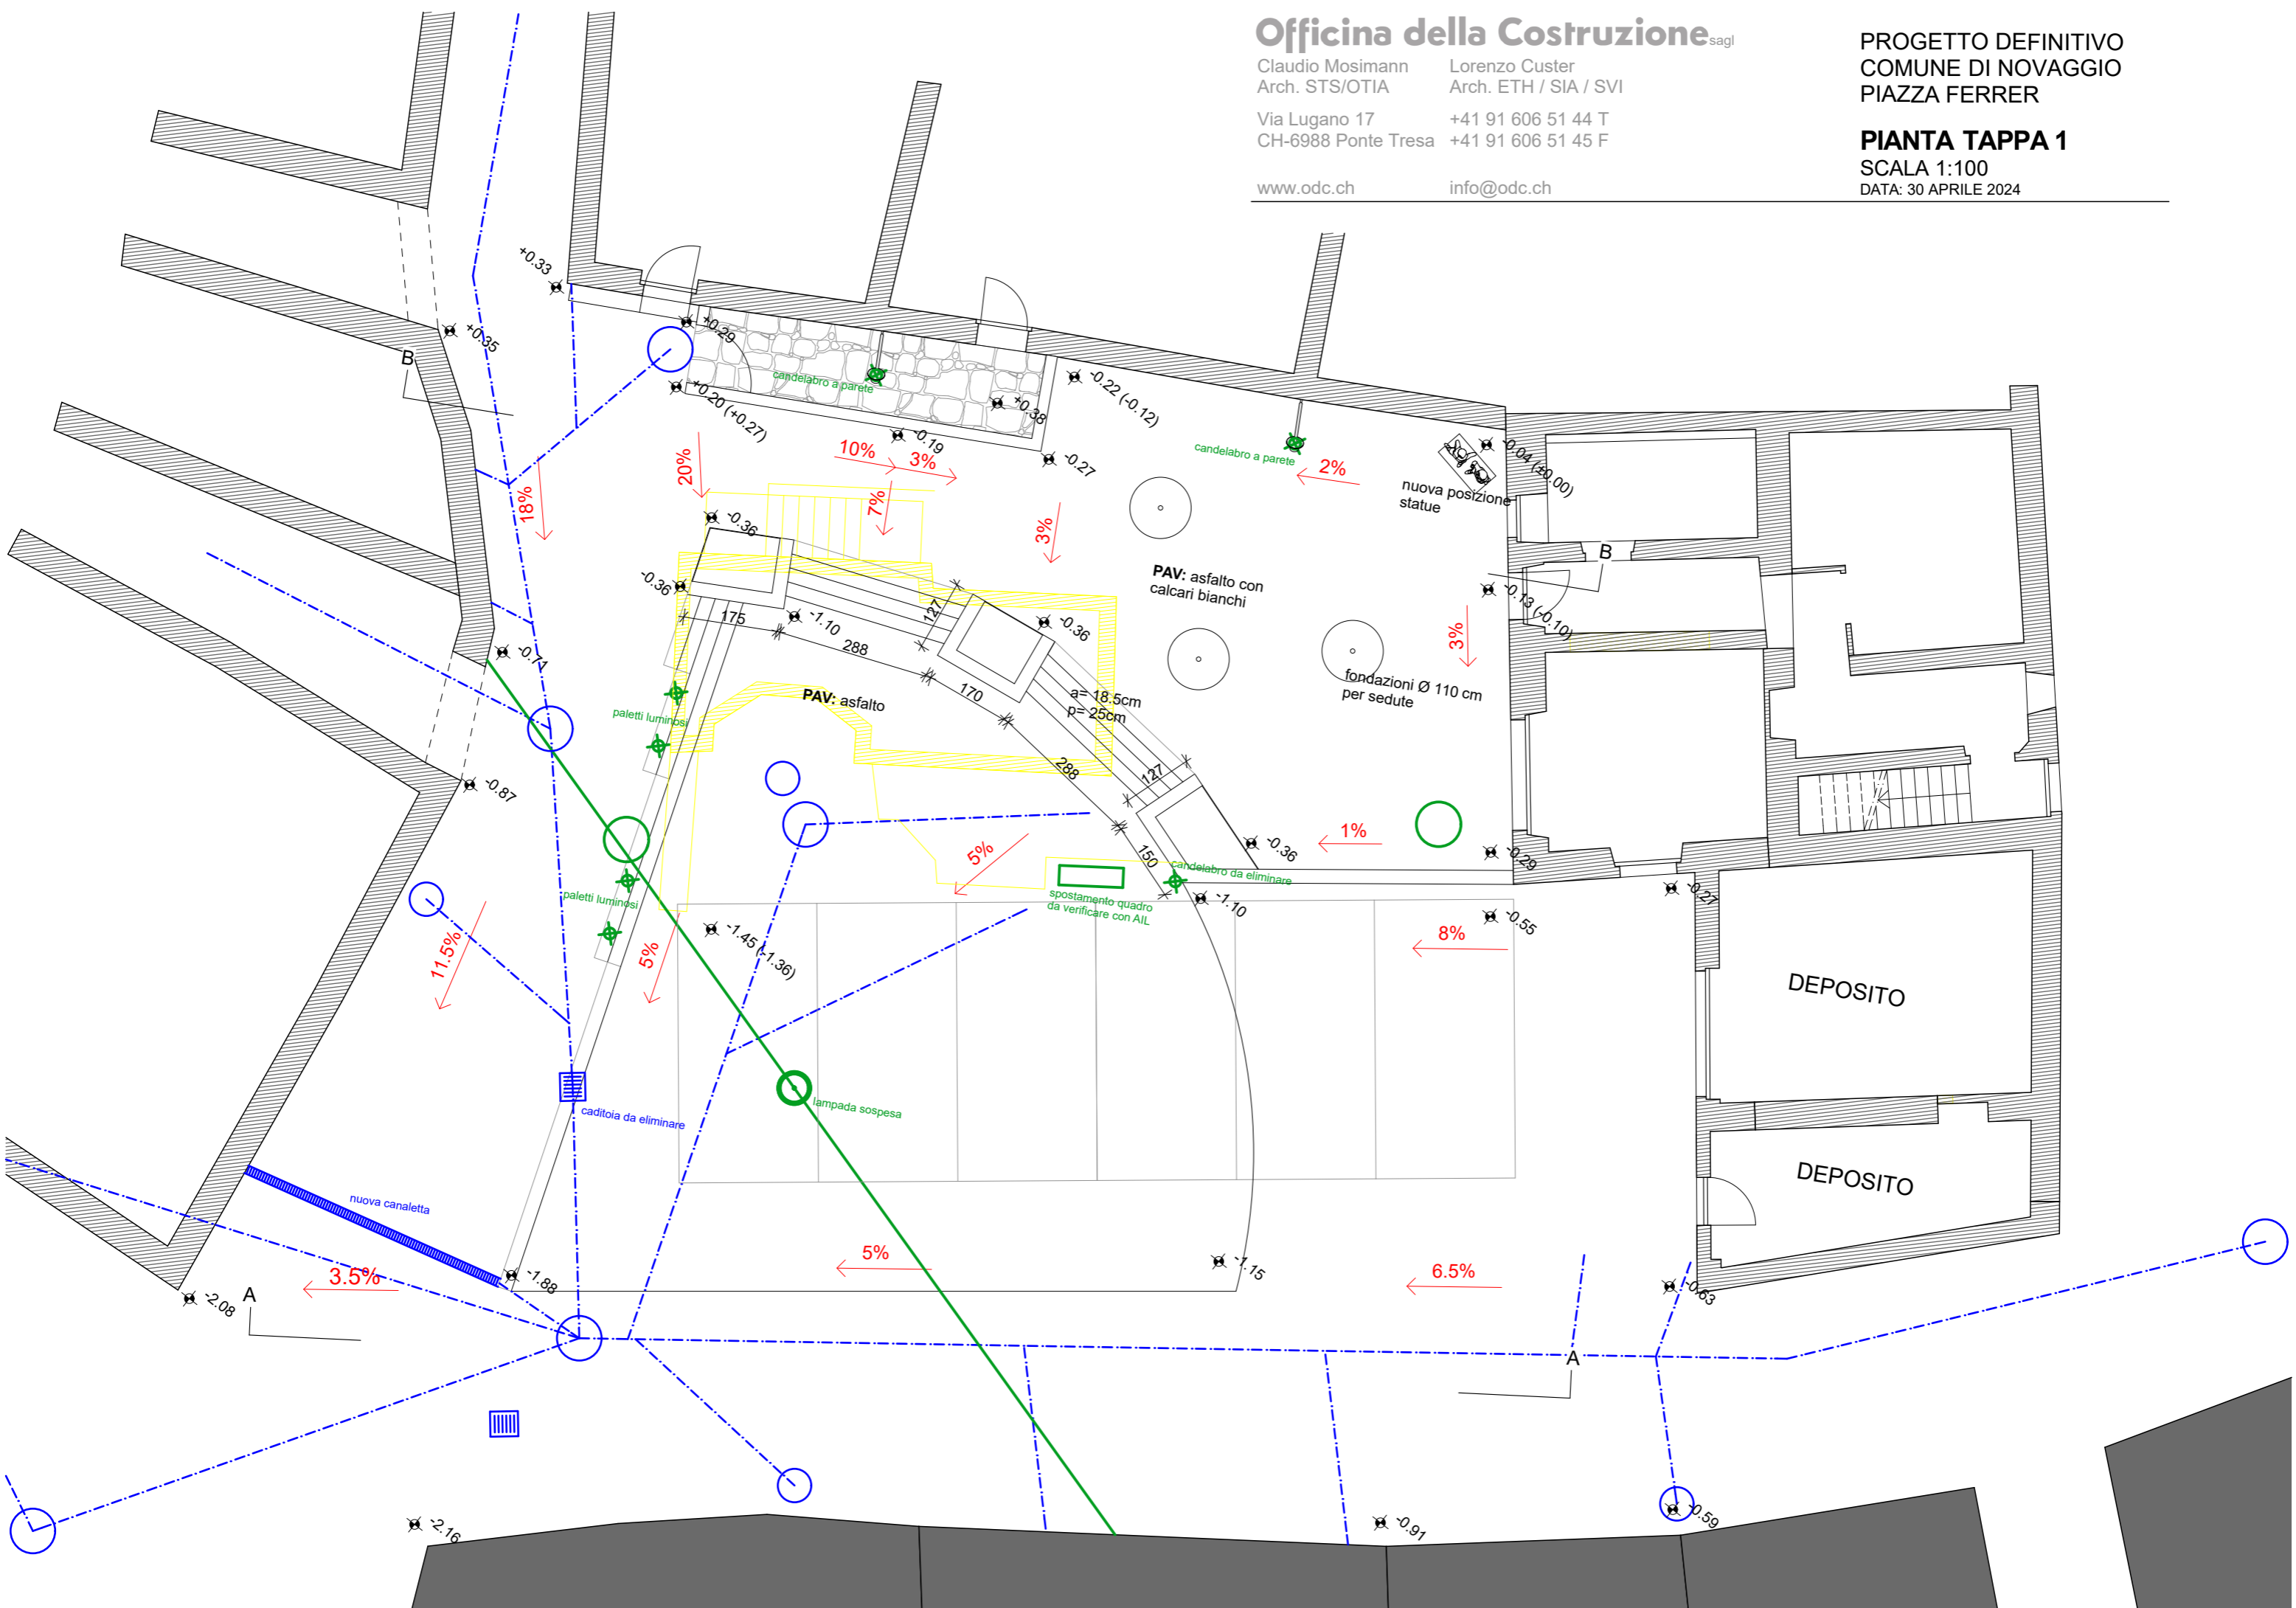 Officina della Costruzione sagl
Claudio Mosimann
Arch. STS/OTIA
Via Lugano 17
CH-6988 Ponte Tresa
www.odc.ch
Lorenzo Custer
Arch. ETH / SIA / SVI
+41 91 606 51 44 T
+41 91 606 51 45 F
info@odc.ch
PROGETTO DEFINITIVO
COMUNE DI NOVAGGIO
PIAZZA FERRER
PIANTA TAPPA 1
SCALA 1:100
DATA: 30 APRILE 2024
+0.33
+0.35
B
+0.29
candelabro a parete
+0.20 (+0.27)
+0.38
-0.22 (-0.12)
-0.19
-0.27
10%
3%
20%
18%
7%
3%
candelabro a parete
2%
-0.04 (±0.00)
nuova posizione
statue
B
-0.36
-0.36
175
-1.10
288
127
-0.36
PAV: asfalto con
calcari bianchi
-0.13 (-0.10)
3%
-0.71
170
a= 18.5cm
p= 25cm
fondazioni Ø 110 cm
per sedute
PAV: asfalto
paletti luminosi
288
127
-0.87
-0.36
1%
-0.29
5%
150
candelabro da eliminare
-0.27
paletti luminosi
spostamento quadro
da verificare con AIL
-1.10
-0.55
11.5%
5%
-1.45 (-1.36)
8%
DEPOSITO
caditoia da eliminare
lampada sospesa
DEPOSITO
nuova canaletta
3.5%
-1.88
5%
-1.15
6.5%
-0.63
-2.08
A
A
-2.16
-0.91
-0.59